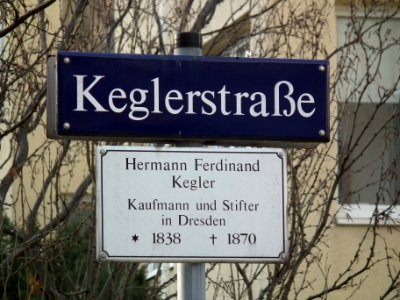 Keglerstraße
Hermann Ferdinand
Kegler
Kaufmann und Stifter
in Dresden
* 1838 † 1870